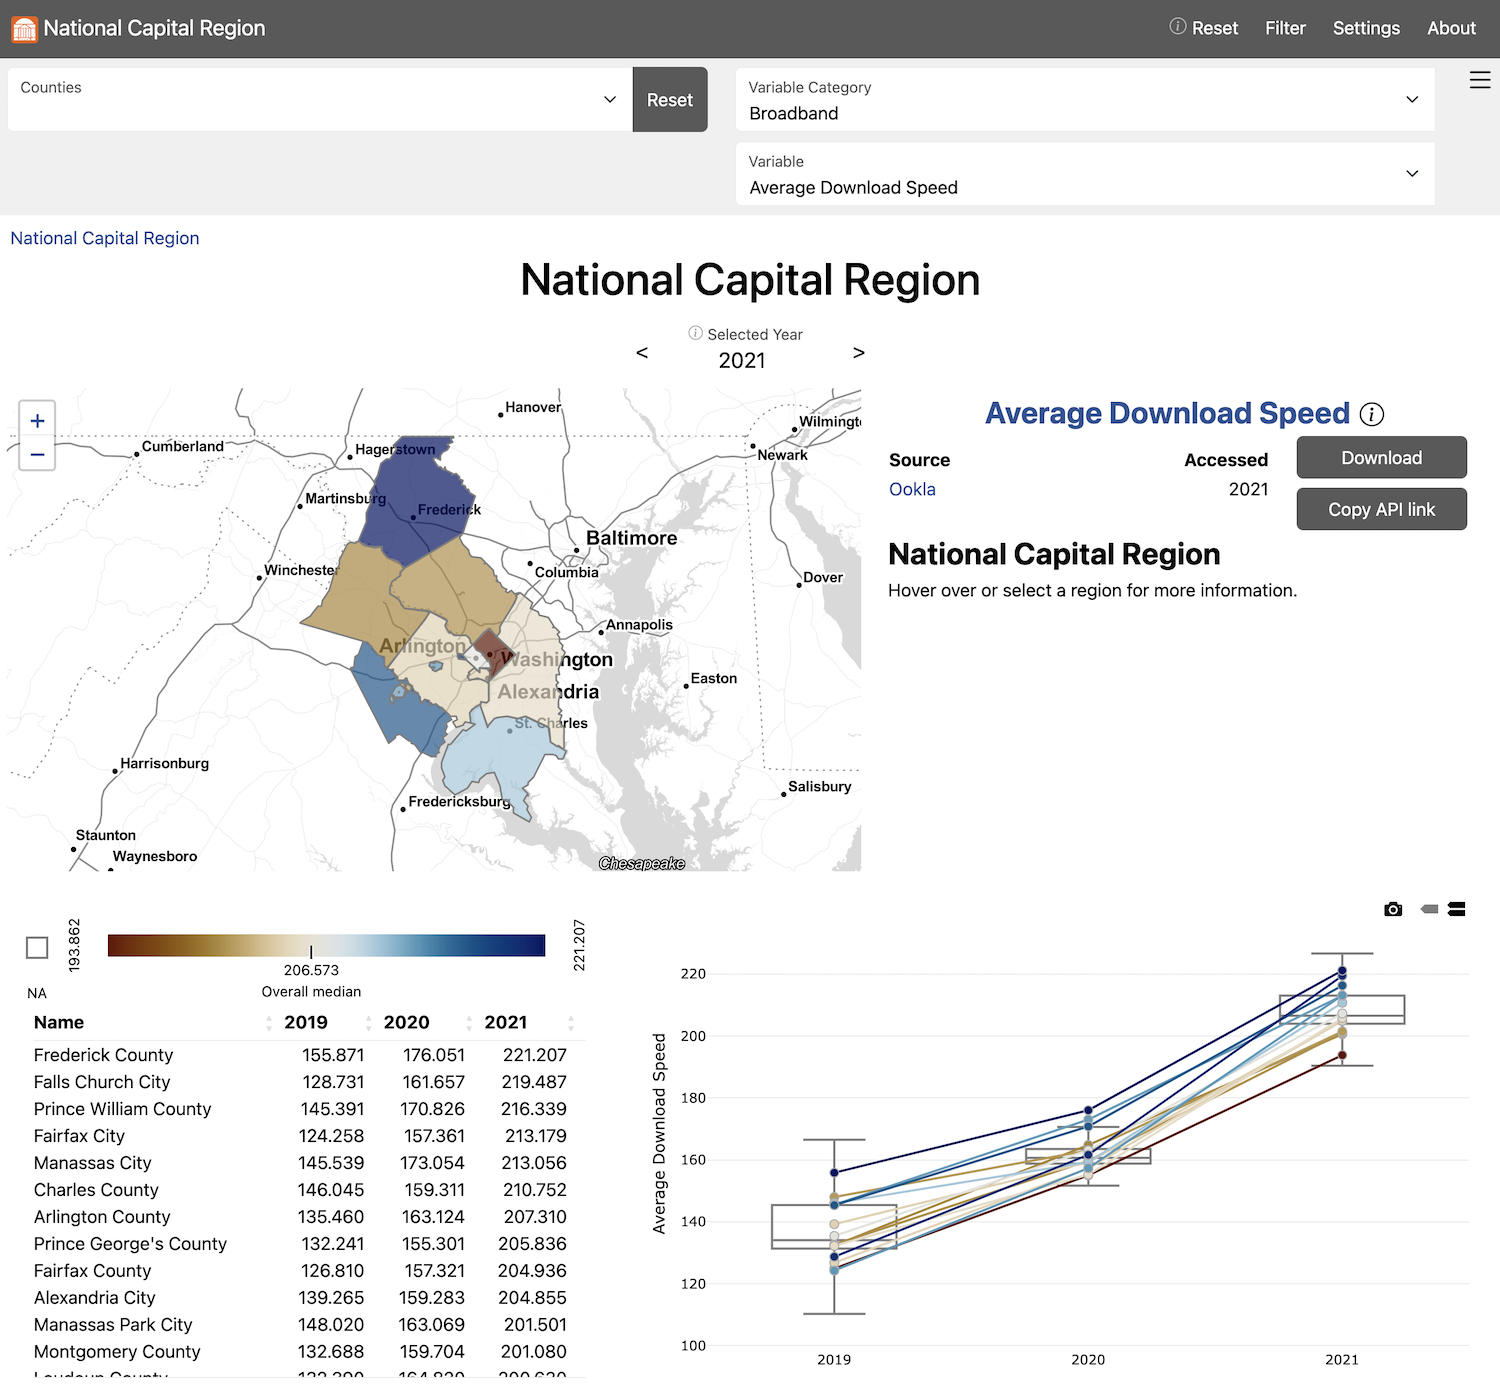 National Capital Region
Reset Filter Settings About
Counties
Reset
Variable Category
Broadband
Variable
Average Download Speed
National Capital Region
National Capital Region
Selected Year
< 2021 >
+
−
Hanover
Wilmingt
Cumberland
Hagerstown
Newark
Martinsburg
Frederick
Baltimore
Winchester
Columbia
Dover
Annapolis
Arlington
Washington
Easton
Alexandria
St. Charles
Harrisonburg
Salisbury
Fredericksburg
Staunton
Waynesboro
Chesapeake
Average Download Speed
Source Accessed
Ookla 2021
Download
Copy API link
National Capital Region
Hover over or select a region for more information.
NA
193.862
221.207
206.573
Overall median
Name 2019 2020 2021
Frederick County 155.871 176.051 221.207
Falls Church City 128.731 161.657 219.487
Prince William County 145.391 170.826 216.339
Fairfax City 124.258 157.361 213.179
Manassas City 145.539 173.054 213.056
Charles County 146.045 159.311 210.752
Arlington County 135.460 163.124 207.310
Prince George's County 132.241 155.301 205.836
Fairfax County 126.810 157.321 204.936
Alexandria City 139.265 159.283 204.855
Manassas Park City 148.020 163.069 201.501
Montgomery County 132.688 159.704 201.080
Average Download Speed
220
200
180
160
140
120
100
2019 2020 2021